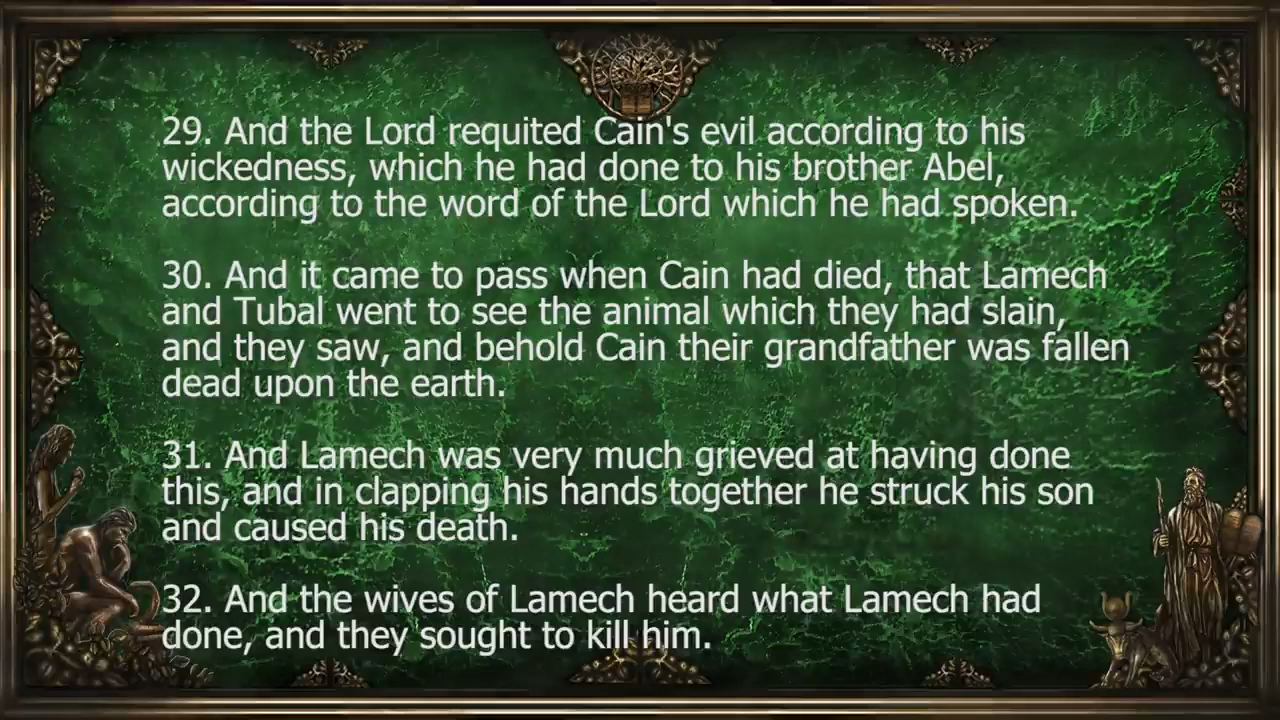 29. And the Lord requited Cain's evil according to his
wickedness, which he had done to his brother Abel,
according to the word of the Lord which he had spoken.
30. And it came to pass when Cain had died, that Lamech
and Tubal went to see the animal which they had slain,
and they saw, and behold Cain their grandfather was fallen
dead upon the earth.
31. And Lamech was very much grieved at having done
this, and in clapping his hands together he struck his son
and caused his death.
32. And the wives of Lamech heard what Lamech had
done, and they sought to kill him.